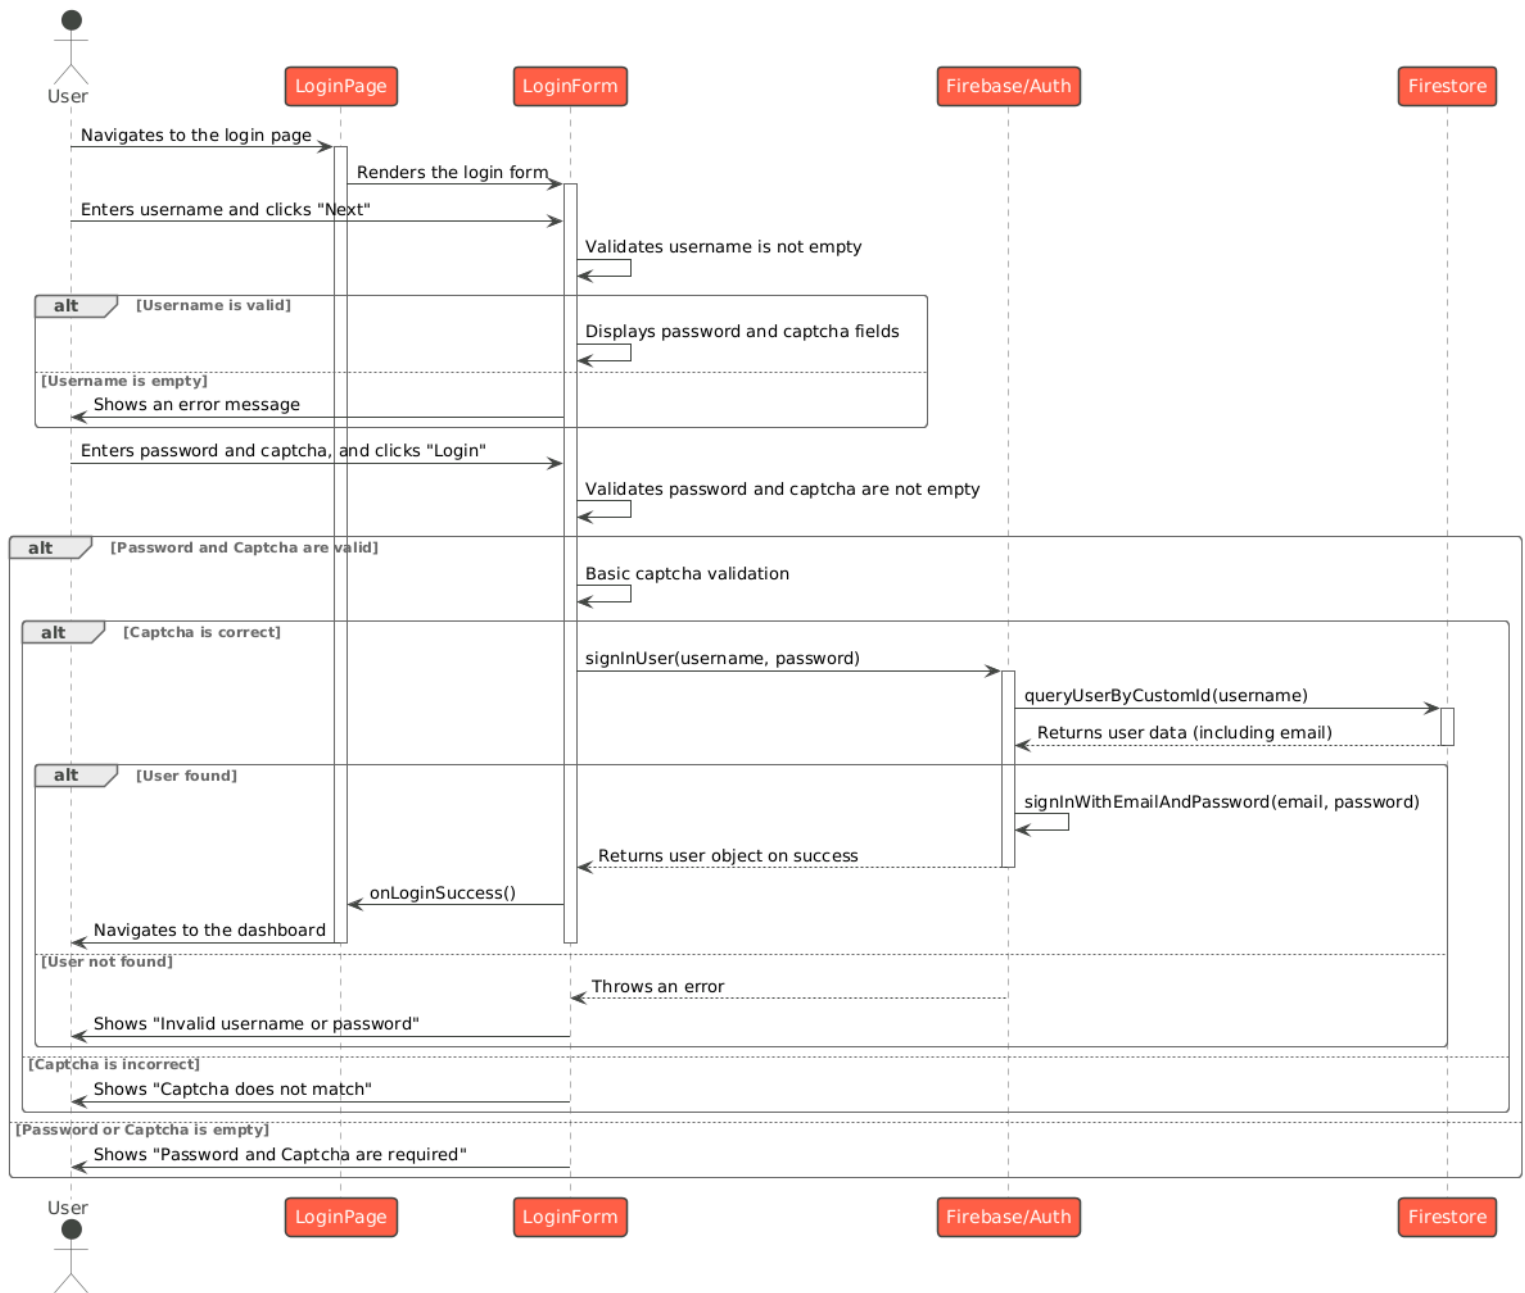 User
LoginPage
LoginForm
Firebase/Auth
Firestore
Navigates to the login page
Renders the login form
Enters username and clicks "Next"
Validates username is not empty
alt
[Username is valid]
Displays password and captcha fields
[Username is empty]
Shows an error message
Enters password and captcha, and clicks "Login"
Validates password and captcha are not empty
alt
[Password and Captcha are valid]
Basic captcha validation
alt
[Captcha is correct]
signInUser(username, password)
queryUserByCustomId(username)
Returns user data (including email)
alt
[User found]
signInWithEmailAndPassword(email, password)
Returns user object on success
onLoginSuccess()
Navigates to the dashboard
[User not found]
Throws an error
Shows "Invalid username or password"
[Captcha is incorrect]
Shows "Captcha does not match"
[Password or Captcha is empty]
Shows "Password and Captcha are required"
User
LoginPage
LoginForm
Firebase/Auth
Firestore